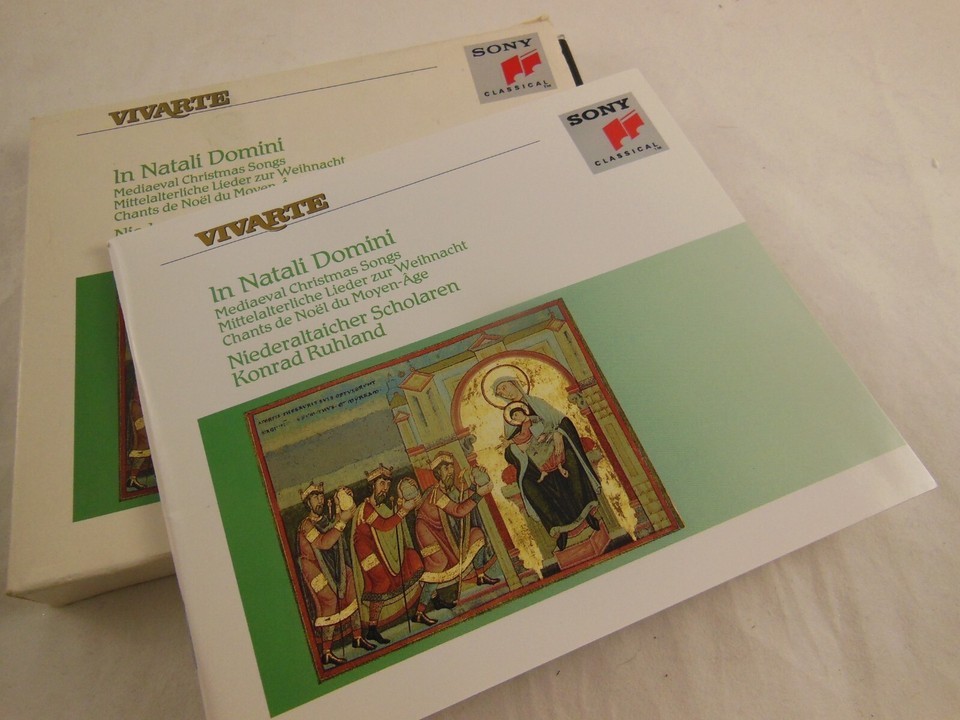 VIVARTE
SONY
CLASSICAL
In Natali Domini
Mediaeval Christmas Songs
Mittelalterliche Lieder zur Weihnacht
Chants de Noël du Moyen-
VIVARTE
SONY
CLASSICAL
In Natali Domini
Mediaeval Christmas Songs
Mittelalterliche Lieder zur Weihnacht
Chants de Noël du Moyen-Âge
Niederaltaicher Scholaren
Konrad Ruhland